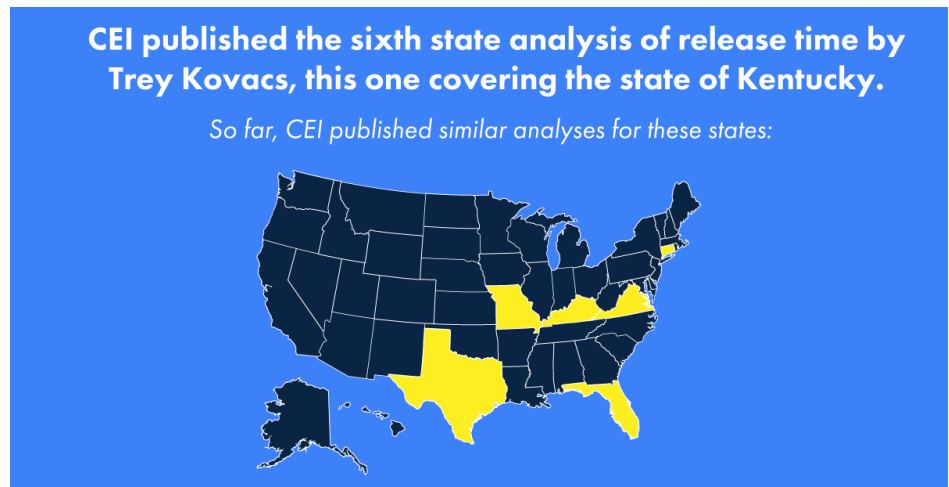 CEI published the sixth state analysis of release time by
Trey Kovacs, this one covering the state of Kentucky.
So far, CEI published similar analyses for these states: